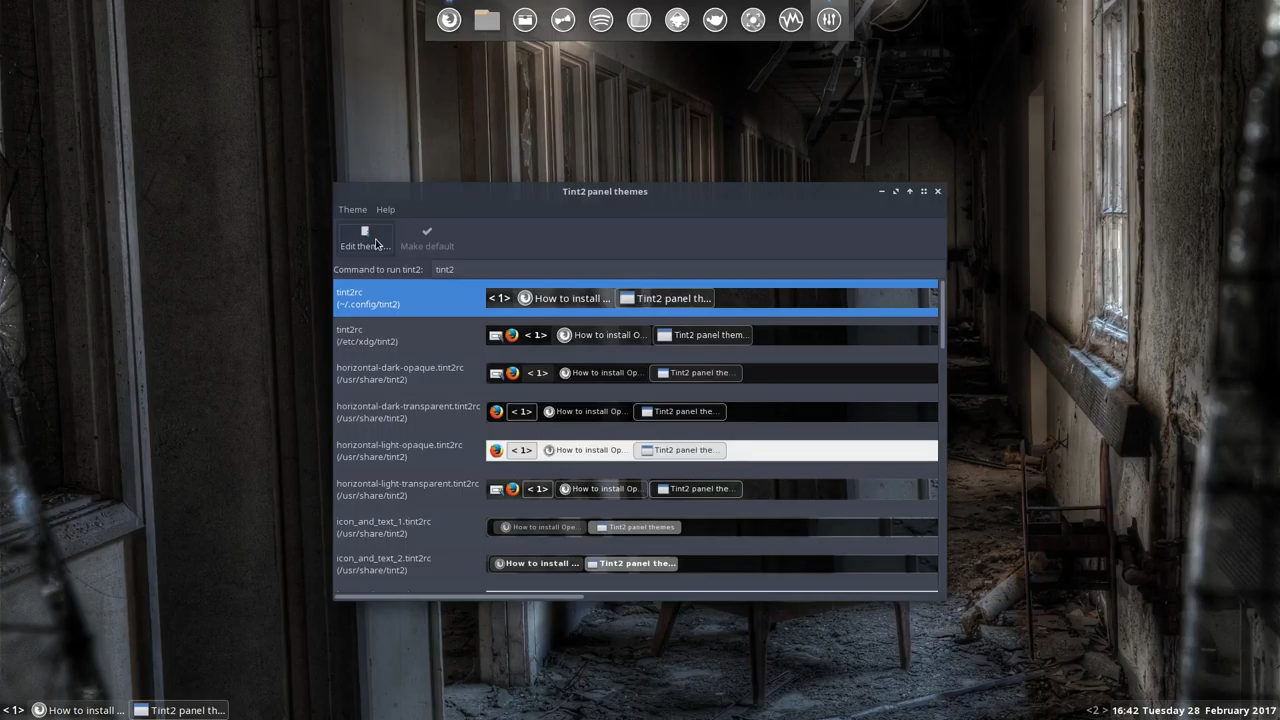 Tint2 panel themes
Theme Help
Edit theme...
Make default
Command to run tint2: tint2
tint2rc
(~/.config/tint2)
< 1> How to install ... Tint2 panel th...
tint2rc
(/etc/xdg/tint2)
< 1> How to install O... Tint2 panel them...
horizontal-dark-opaque.tint2rc
(/usr/share/tint2)
< 1> How to install Op... Tint2 panel the...
horizontal-dark-transparent.tint2rc
(/usr/share/tint2)
< 1> How to install Op... Tint2 panel the...
horizontal-light-opaque.tint2rc
(/usr/share/tint2)
< 1> How to install Op... Tint2 panel the...
horizontal-light-transparent.tint2rc
(/usr/share/tint2)
< 1> How to install Op... Tint2 panel the...
icon_and_text_1.tint2rc
(/usr/share/tint2)
How to install Ope... Tint2 panel themes
icon_and_text_2.tint2rc
(/usr/share/tint2)
How to install ... Tint2 panel the...
< 1> How to install ... Tint2 panel th...
<2 > 16:42 Tuesday 28 February 2017